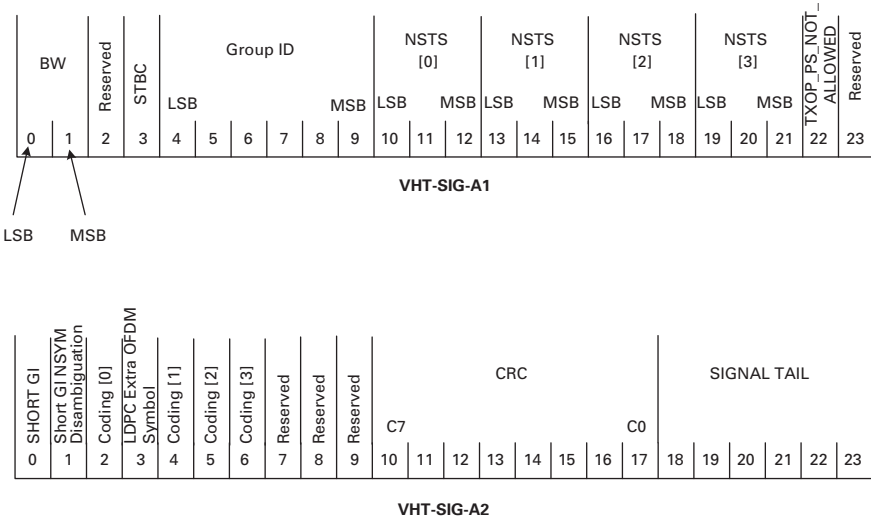 BW
Reserved
STBC
Group ID
LSB
MSB
NSTS
[0]
LSB
MSB
NSTS
[1]
LSB
MSB
NSTS
[2]
LSB
MSB
NSTS
[3]
LSB
MSB
TXOP_PS_NOT_
ALLOWED
Reserved
0 1 2 3 4 5 6 7 8 9 10 11 12 13 14 15 16 17 18 19 20 21 22 23
VHT-SIG-A1
LSB
MSB
SHORT GI
Short GI NSYM
Disambiguation
Coding [0]
LDPC Extra OFDM
Symbol
Coding [1]
Coding [2]
Coding [3]
Reserved
Reserved
Reserved
CRC
C7
C0
SIGNAL TAIL
0 1 2 3 4 5 6 7 8 9 10 11 12 13 14 15 16 17 18 19 20 21 22 23
VHT-SIG-A2